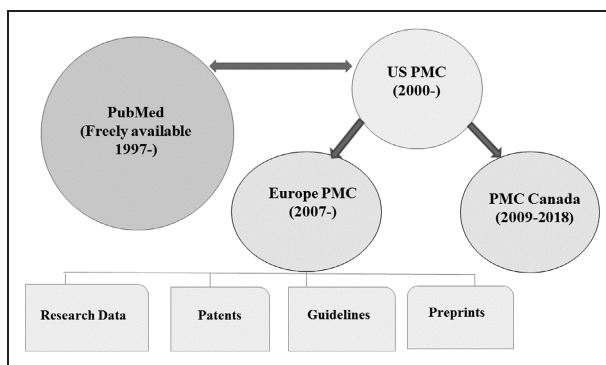 PubMed
(Freely available
1997-)
US PMC
(2000-)
Europe PMC
(2007-)
PMC Canada
(2009-2018)
Research Data
Patents
Guidelines
Preprints